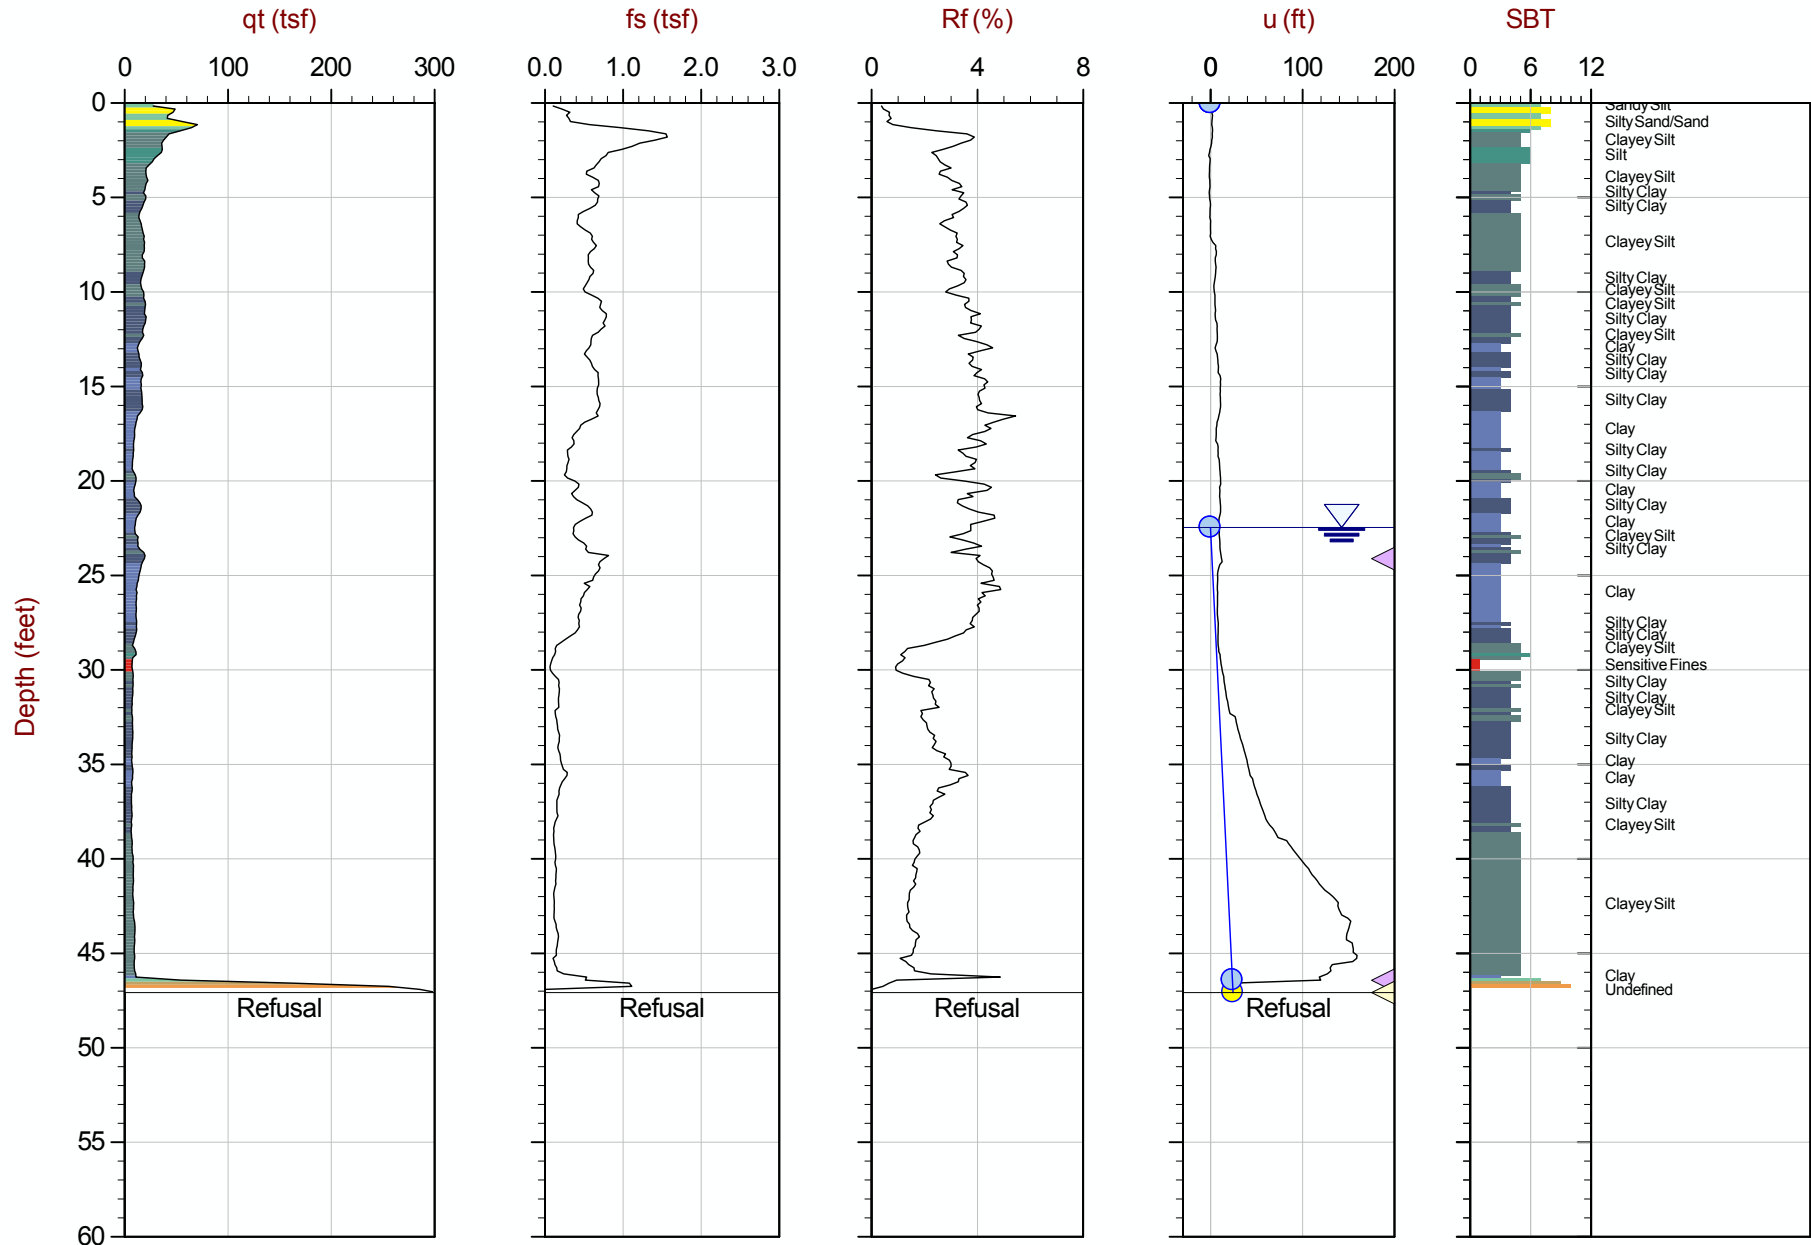 qt (tsf) fs (tsf) Rf (%) u (ft) SBT
0 100 200 300 0.0 1.0 2.0 3.0 0 4 8 0 100 200 0 6 12
0
5
10
15
20
25
30
35
40
45
50
55
60
Depth (feet)
Sandy Silt
Silty Sand/Sand
Clayey Silt
Silt
Clayey Silt
Silty Clay
Silty Clay
Clayey Silt
Silty Clay
Clayey Silt
Clayey Silt
Silty Clay
Clayey Silt
Clay
Silty Clay
Silty Clay
Silty Clay
Clay
Silty Clay
Silty Clay
Clay
Silty Clay
Clay
Clayey Silt
Silty Clay
Clay
Silty Clay
Silty Clay
Clayey Silt
Sensitive Fines
Silty Clay
Silty Clay
Clayey Silt
Silty Clay
Clay
Clay
Silty Clay
Clayey Silt
Clayey Silt
Clay
Undefined
Refusal Refusal Refusal Refusal